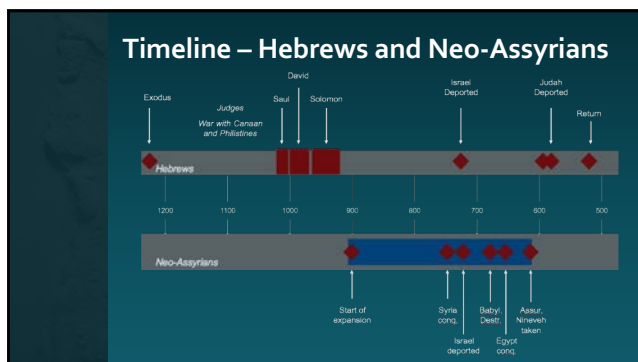 Timeline – Hebrews and Neo-Assyrians
David
Exodus
Judges
Saul
Solomon
Israel
Deported
Judah
Deported
War with Canaan
and Philistines
Return
Hebrews
1200 1100 1000 900 800 700 600 500
Neo-Assyrians
Start of
expansion
Syria
conq.
Israel
deported
Babyl.
Destr.
Egypt
conq.
Assur,
Nineveh
taken